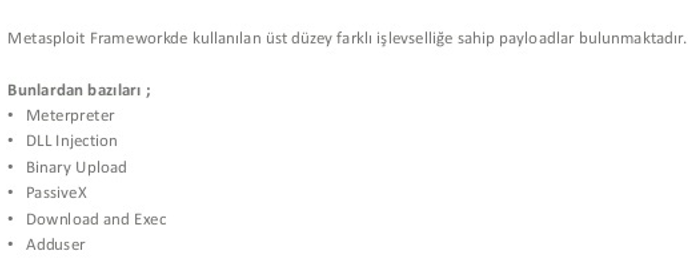 Metasploit Frameworkde kullanılan üst düzey farklı işlevselliğe sahip payloadlar bulunmaktadır.
Bunlardan bazıları ;
• Meterpreter
• DLL Injection
• Binary Upload
• PassiveX
• Download and Exec
• Adduser